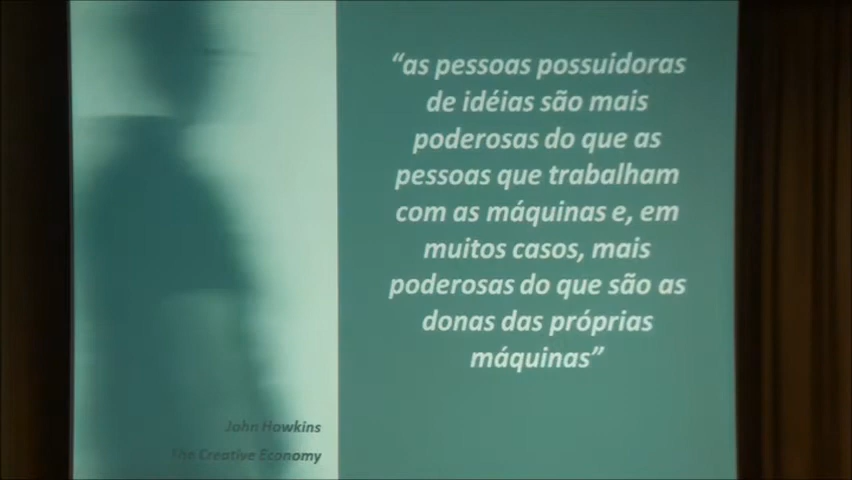 “as pessoas possuidoras
de idéias são mais
poderosas do que as
pessoas que trabalham
com as máquinas e, em
muitos casos, mais
poderosas do que são as
donas das próprias
máquinas”
John Howkins
The Creative Economy